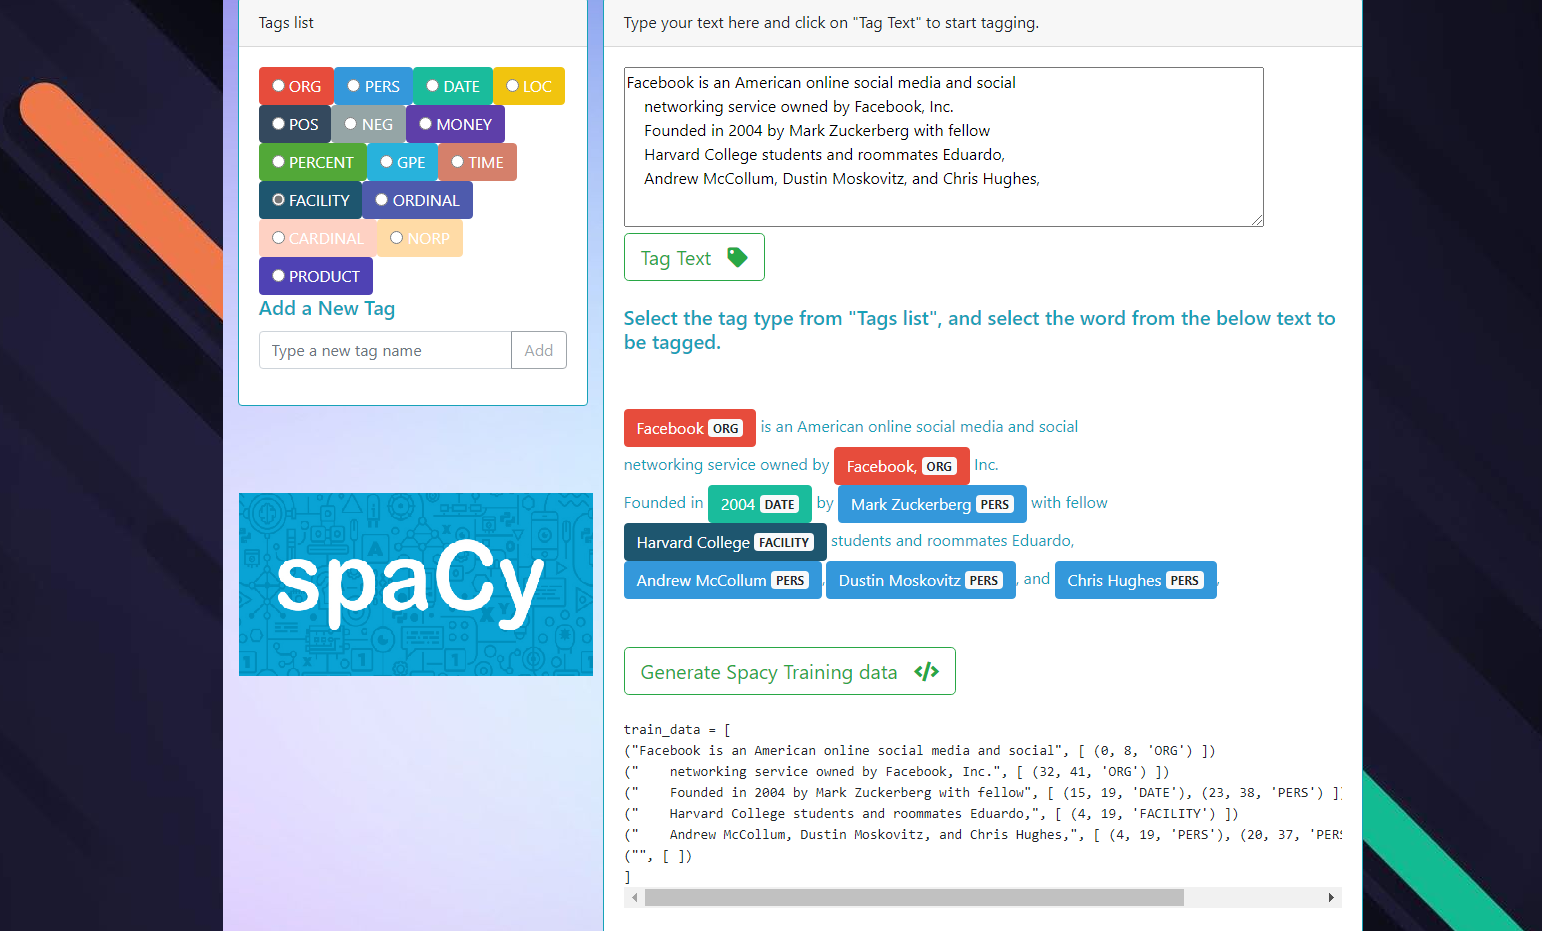 Tags list
ORG PERS DATE LOC
POS NEG MONEY
PERCENT GPE TIME
FACILITY ORDINAL
CARDINAL NORP
PRODUCT
Add a New Tag
Type a new tag name Add
spaCy
Type your text here and click on "Tag Text" to start tagging.
Facebook is an American online social media and social
networking service owned by Facebook, Inc.
Founded in 2004 by Mark Zuckerberg with fellow
Harvard College students and roommates Eduardo,
Andrew McCollum, Dustin Moskovitz, and Chris Hughes,
Tag Text
Select the tag type from "Tags list", and select the word from the below text to
be tagged.
Facebook ORG is an American online social media and social
networking service owned by Facebook, ORG Inc.
Founded in 2004 DATE by Mark Zuckerberg PERS with fellow
Harvard College FACILITY students and roommates Eduardo,
Andrew McCollum PERS , Dustin Moskovitz PERS , and Chris Hughes PERS ,
Generate Spacy Training data </>
train_data = [
("Facebook is an American online social media and social", [ (0, 8, 'ORG') ])
("    networking service owned by Facebook, Inc.", [ (32, 41, 'ORG') ])
("    Founded in 2004 by Mark Zuckerberg with fellow", [ (15, 19, 'DATE'), (23, 38, 'PERS') ])
("    Harvard College students and roommates Eduardo,", [ (4, 19, 'FACILITY') ])
("    Andrew McCollum, Dustin Moskovitz, and Chris Hughes,", [ (4, 19, 'PERS'), (20, 37, 'PERS
("", [ ])
]